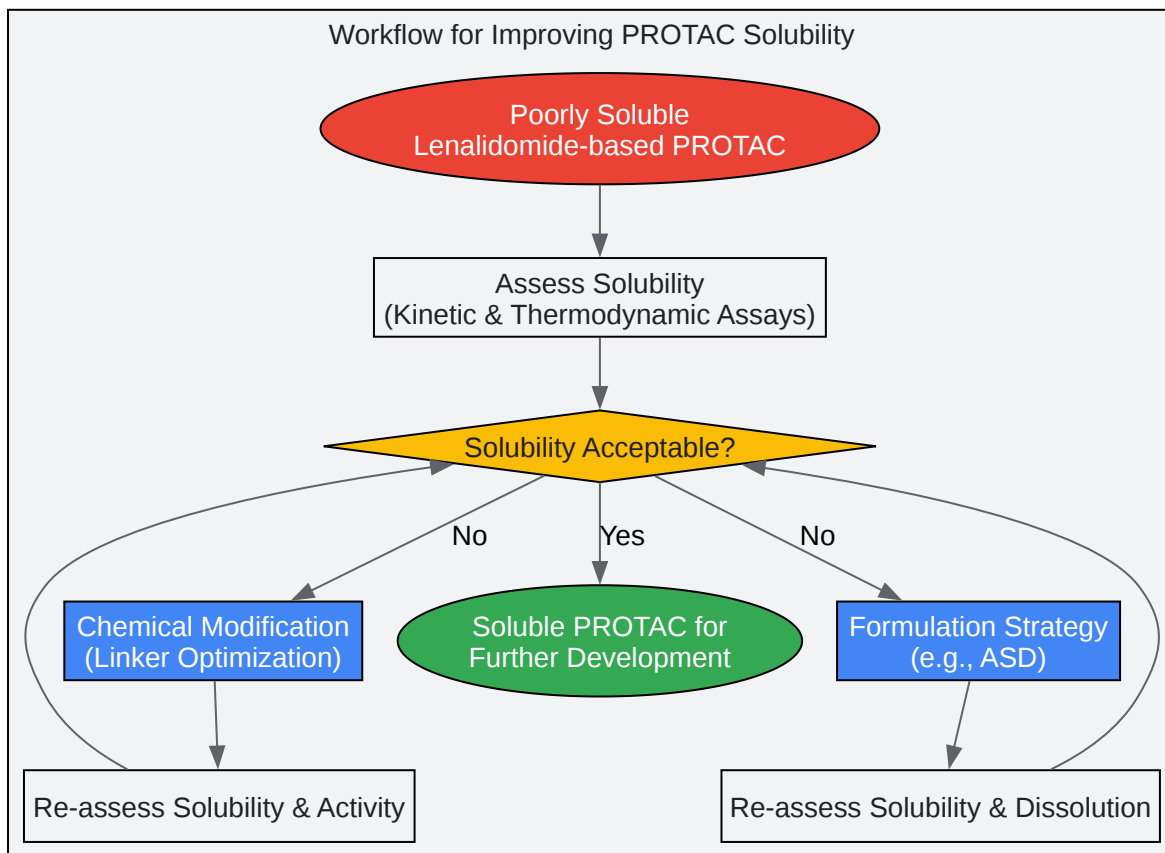 Workflow for Improving PROTAC Solubility
Poorly Soluble
Lenalidomide-based PROTAC
Assess Solubility
(Kinetic & Thermodynamic Assays)
Solubility Acceptable?
No
Yes
No
Chemical Modification
(Linker Optimization)
Soluble PROTAC for
Further Development
Formulation Strategy
(e.g., ASD)
Re-assess Solubility & Activity
Re-assess Solubility & Dissolution